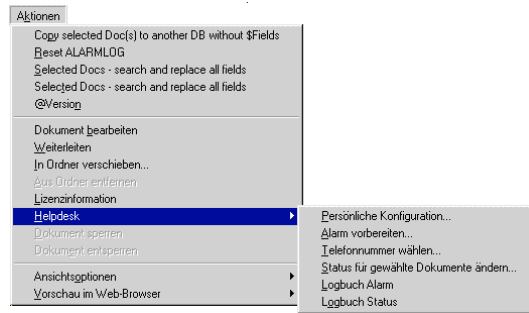 Aktionen
Copy selected Doc(s) to another DB without $Fields
Reset ALARMLOG
Selected Docs - search and replace all fields
Selected Docs - search and replace all fields
@Version
Dokument bearbeiten
Weiterleiten
In Ordner verschieben...
Aus Ordner entfernen
Lizenzinformation
Helpdesk
Dokument sperren
Dokument entsperren
Ansichtsoptionen
Vorschau im Web-Browser
Persönliche Konfiguration...
Alarm vorbereiten...
Telefonnummer wählen...
Status für gewählte Dokumente ändern...
Logbuch Alarm
Logbuch Status